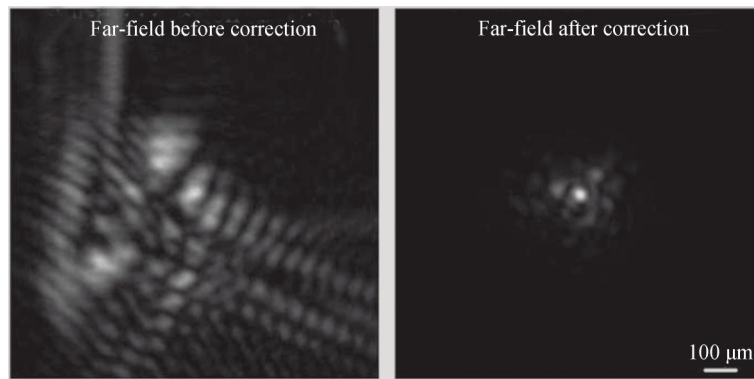 Far-field before correction
Far-field after correction
100 μm